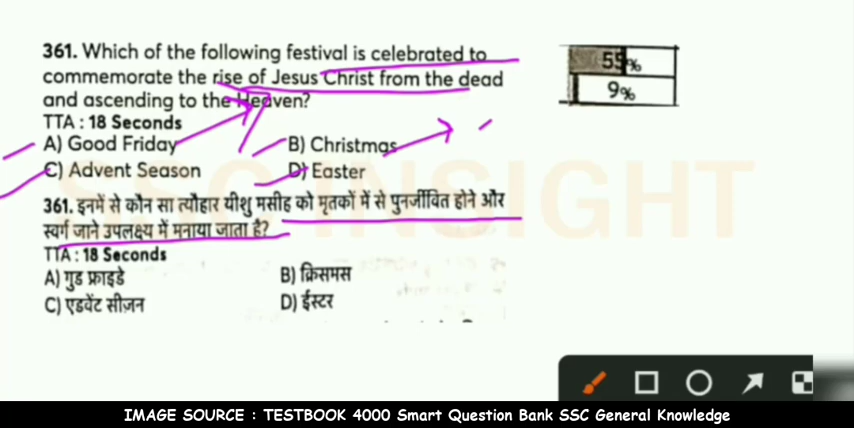 361. Which of the following festival is celebrated to
commemorate the rise of Jesus Christ from the dead
and ascending to the Heaven?
TTA : 18 Seconds
A) Good Friday
B) Christmas
C) Advent Season
D) Easter
361. इनमें से कौन सा त्यौहार यीशु मसीह को मृतकों में से पुनर्जीवित होने और
स्वर्ग जाने उपलक्ष्य में मनाया जाता है?
TTA : 18 Seconds
A) गुड फ्राइडे
B) क्रिसमस
C) एडवेंट सीज़न
D) ईस्टर
55%
9%
SSC INSIGHT
IMAGE SOURCE : TESTBOOK 4000 Smart Question Bank SSC General Knowledge